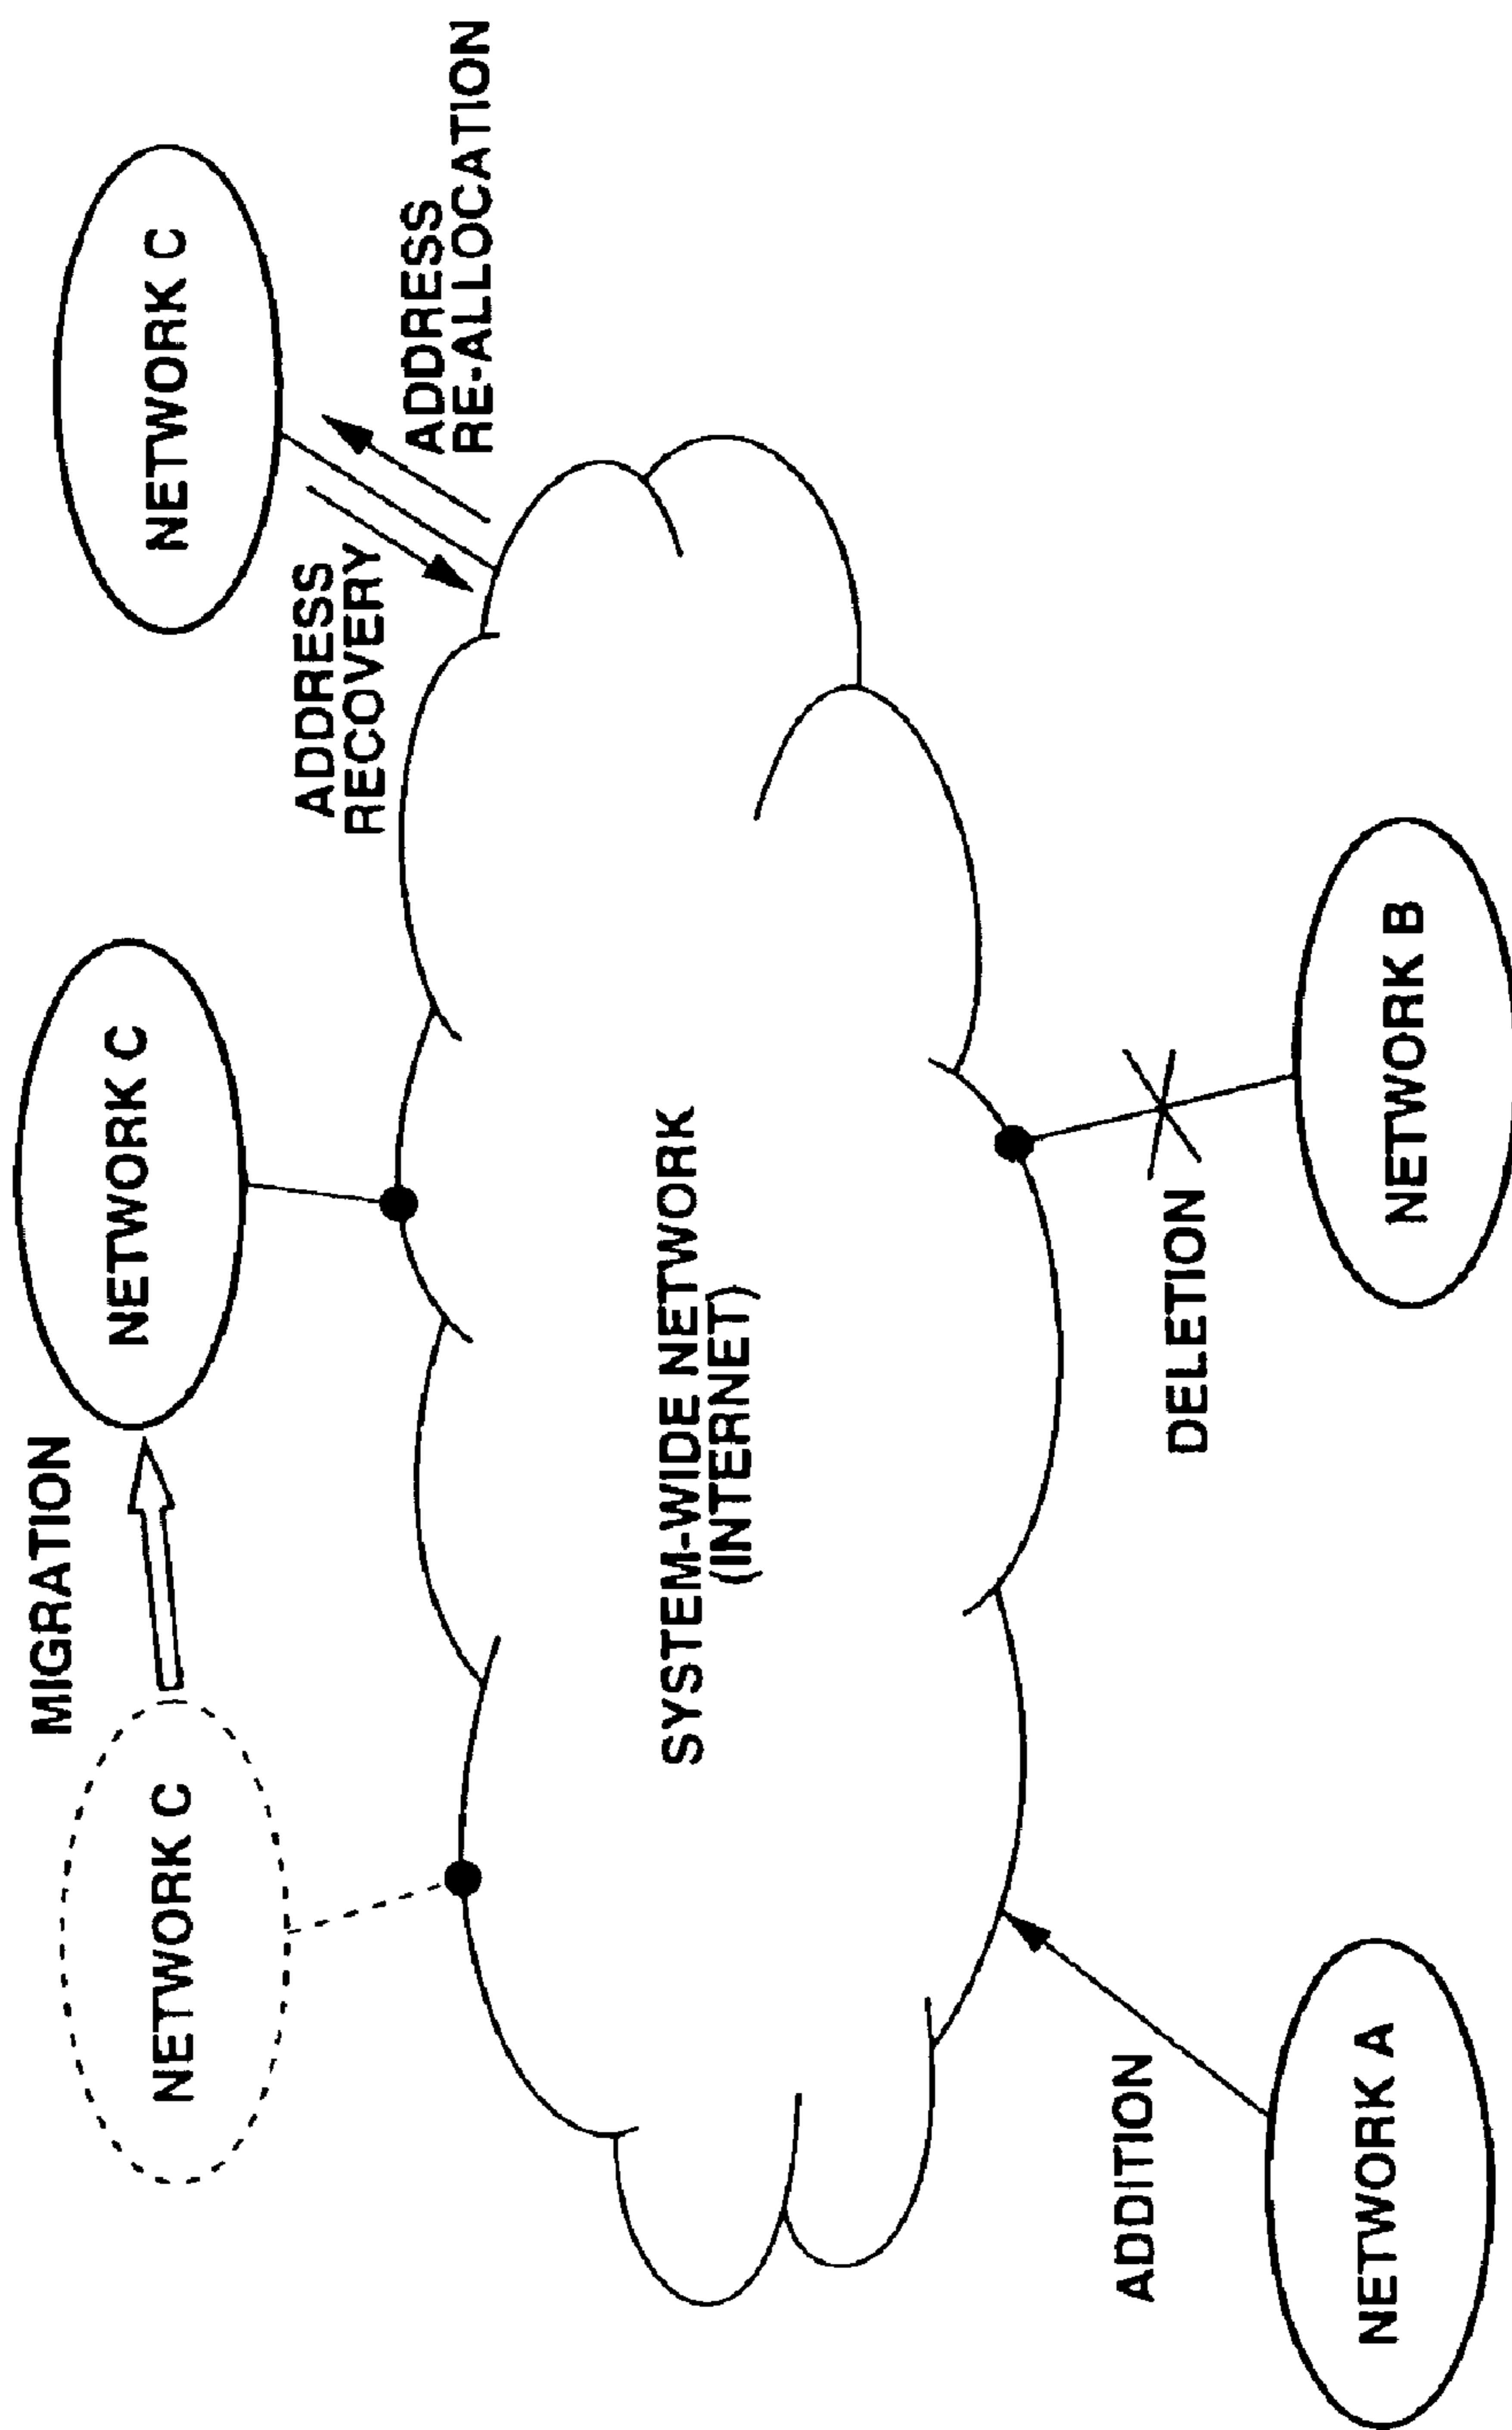 MIGRATION
NETWORK C
NETWORK C
NETWORK C
ADDRESS
RECOVERY
ADDRESS
RE-ALLOCATION
SYSTEM-WIDE NETWORK
(INTERNET)
ADDITION
DELETION
NETWORK A
NETWORK B